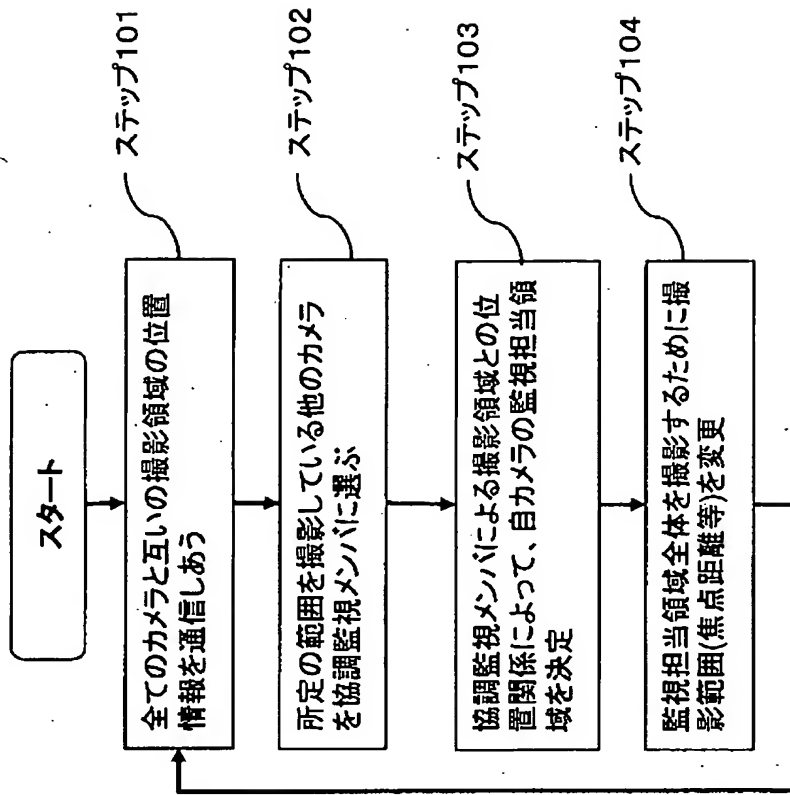 スタート
全てのカメラと互いの撮影領域の位置
情報を通信しあう
ステップ101
所定の範囲を撮影している他のカメラ
を協調監視メンバに選ぶ
ステップ102
協調監視メンバによる撮影領域との位
置関係によって、自カメラの監視担当領
域を決定
ステップ103
監視担当領域全体を撮影するために撮
影範囲(焦点距離等)を変更
ステップ104